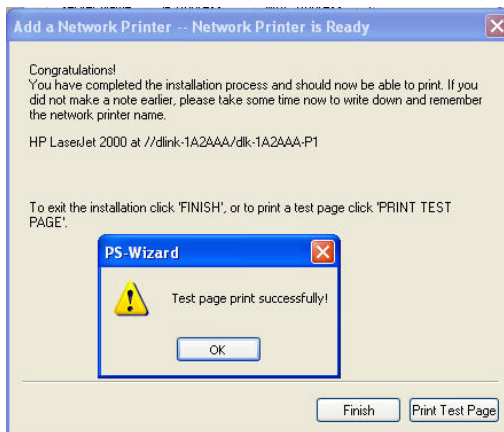 Add a Network Printer -- Network Printer is Ready
Congratulations!
You have completed the installation process and should now be able to print. If you
did not make a note earlier, please take some time now to write down and remember
the network printer name.
HP LaserJet 2000 at //dlink-1A2AAA/dlk-1A2AAA-P1
To exit the installation click 'FINISH', or to print a test page click 'PRINT TEST
PAGE'.
PS-Wizard
Test page print successfully!
OK
Finish
Print Test Page